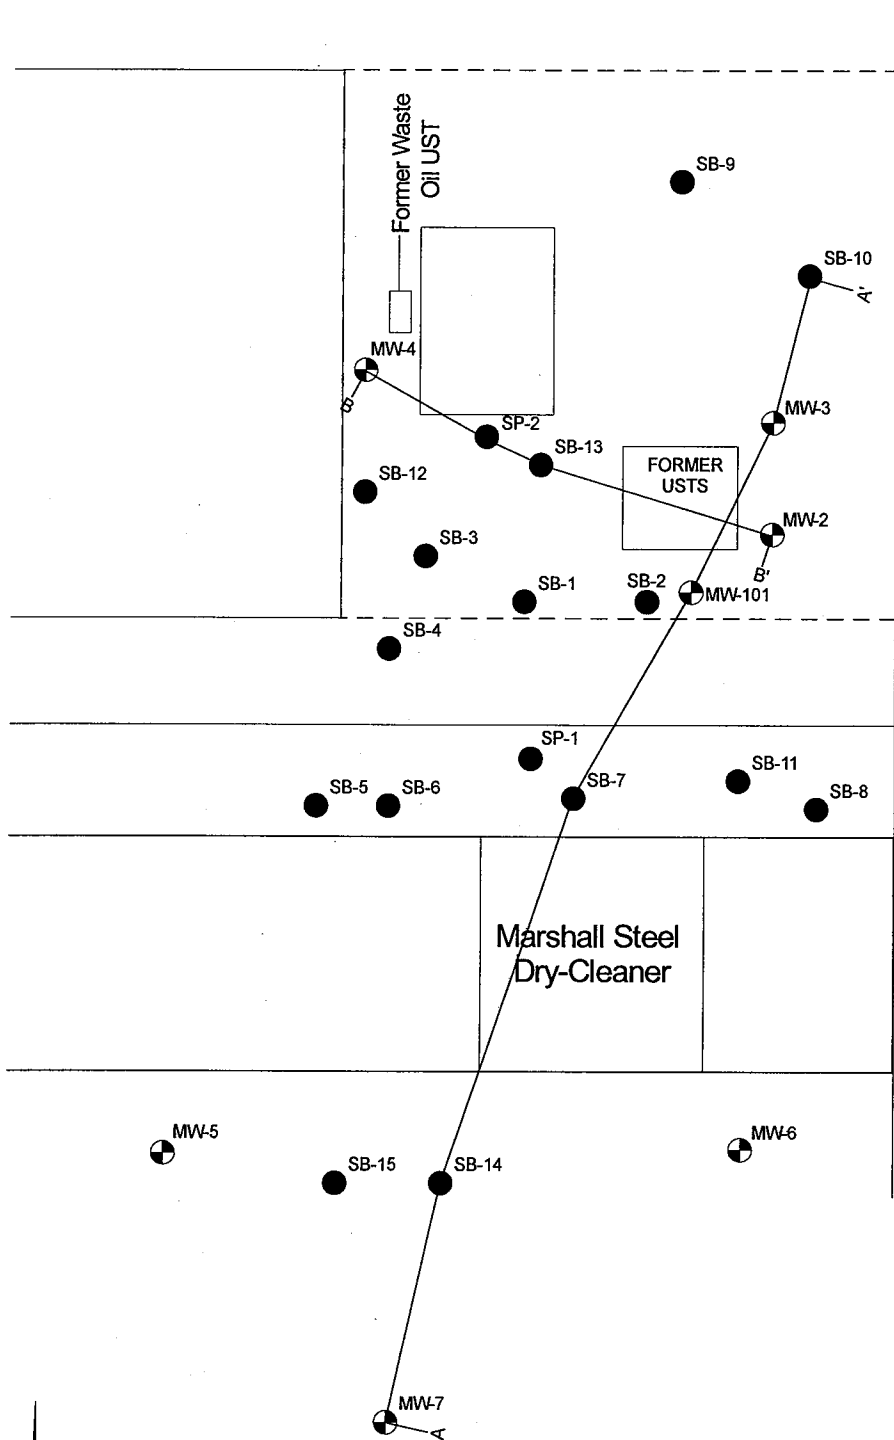 Former Waste
Oil UST
SB-9
SB-10
A'
MW-4
B
MW-3
SP-2
SB-13
FORMER
USTS
SB-12
MW-2
B'
SB-3
SB-1
SB-2
MW-101
SB-4
SP-1
SB-7
SB-11
SB-5
SB-6
SB-8
Marshall Steel
Dry-Cleaner
MW-5
MW-6
SB-15
SB-14
MW-7
A